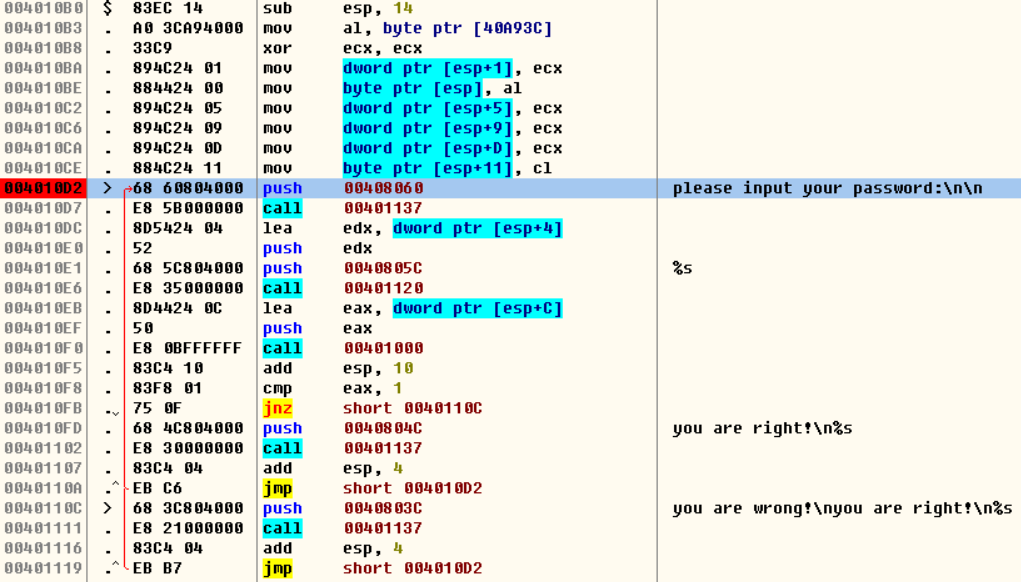 004010B0 $ 83EC 14 sub esp, 14
004010B3 . A0 3CA94000 mov al, byte ptr [40A93C]
004010B8 . 33C9 xor ecx, ecx
004010BA . 894C24 01 mov dword ptr [esp+1], ecx
004010BE . 884424 00 mov byte ptr [esp], al
004010C2 . 894C24 05 mov dword ptr [esp+5], ecx
004010C6 . 894C24 09 mov dword ptr [esp+9], ecx
004010CA . 894C24 0D mov dword ptr [esp+D], ecx
004010CE . 884C24 11 mov byte ptr [esp+11], cl
004010D2 > 68 60804000 push 00408060 please input your password:\n\n
004010D7 . E8 5B000000 call 00401137
004010DC . 8D5424 04 lea edx, dword ptr [esp+4]
004010E0 . 52 push edx
004010E1 . 68 5C804000 push 0040805C %s
004010E6 . E8 35000000 call 00401120
004010EB . 8D4424 0C lea eax, dword ptr [esp+C]
004010EF . 50 push eax
004010F0 . E8 0BFFFFFF call 00401000
004010F5 . 83C4 10 add esp, 10
004010F8 . 83F8 01 cmp eax, 1
004010FB . 75 0F jnz short 0040110C
004010FD . 68 4C804000 push 0040804C you are right!\n%s
00401102 . E8 30000000 call 00401137
00401107 . 83C4 04 add esp, 4
0040110A .^ EB C6 jmp short 004010D2
0040110C > 68 3C804000 push 0040803C you are wrong!\nyou are right!\n%s
00401111 . E8 21000000 call 00401137
00401116 . 83C4 04 add esp, 4
00401119 .^ EB B7 jmp short 004010D2